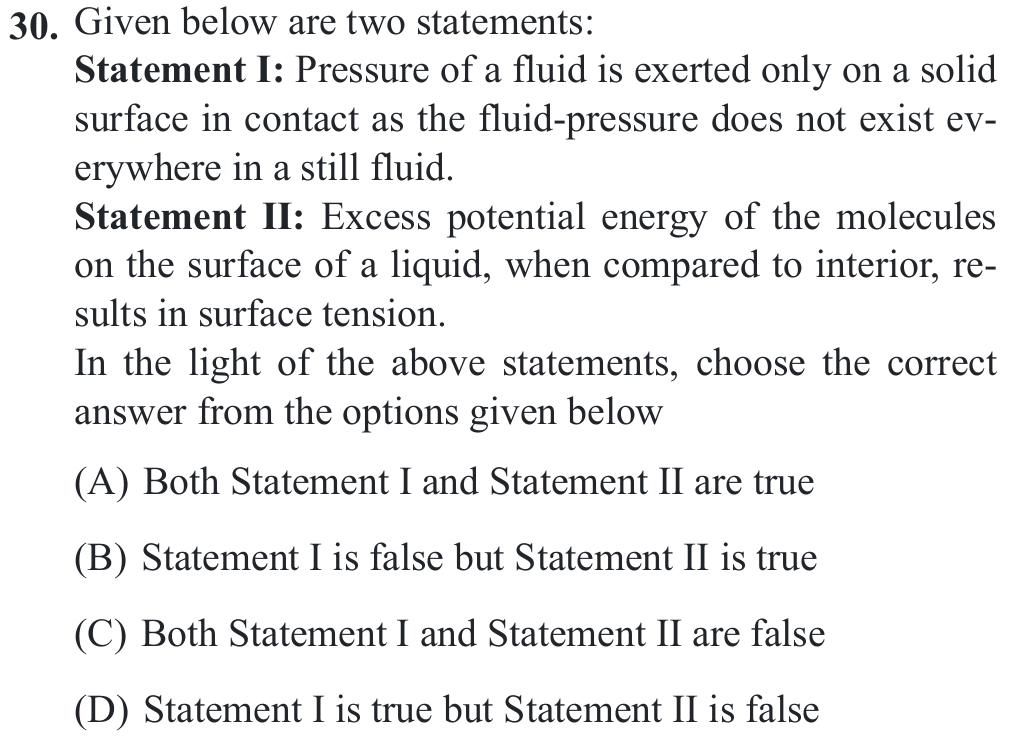 30. Given below are two statements:
Statement I: Pressure of a fluid is exerted only on a solid
surface in contact as the fluid-pressure does not exist ev-
erywhere in a still fluid.
Statement II: Excess potential energy of the molecules
on the surface of a liquid, when compared to interior, re-
sults in surface tension.
In the light of the above statements, choose the correct
answer from the options given below
(A) Both Statement I and Statement II are true
(B) Statement I is false but Statement II is true
(C) Both Statement I and Statement II are false
(D) Statement I is true but Statement II is false